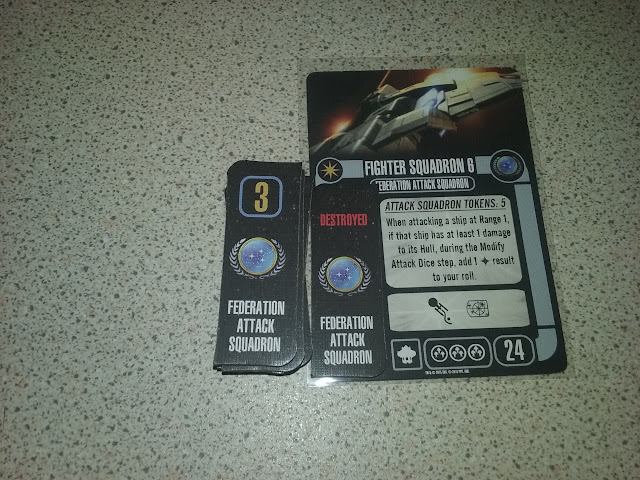 FIGHTER SQUADRON 6
FEDERATION ATTACK SQUADRON
ATTACK SQUADRON TOKENS: 5
When attacking a ship at Range 1,
if that ship has at least 1 damage
to its Hull, during the Modify
Attack Dice step, add 1 result
to your roll.
24
3
FEDERATION
ATTACK
SQUADRON
DESTROYED
FEDERATION
ATTACK
SQUADRON